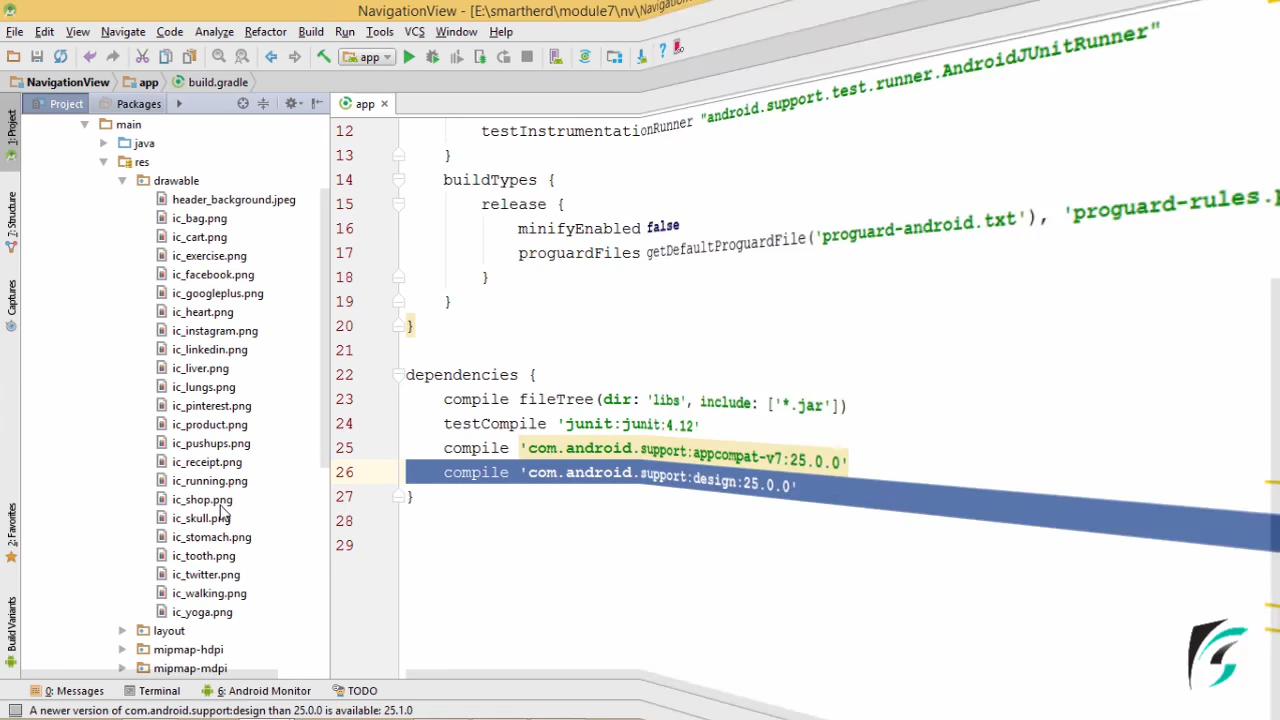 NavigationView - [E:\smartherd\module7\nv\Navigation
File Edit View Navigate Code Analyze Refactor Build Run Tools VCS Window Help
app
NavigationView app build.gradle
Project Packages
app
1: Project
Z: Structure
Captures
2: Favorites
Build Variants
main
java
res
drawable
header_background.jpeg
ic_bag.png
ic_cart.png
ic_exercise.png
ic_facebook.png
ic_googleplus.png
ic_heart.png
ic_instagram.png
ic_linkedin.png
ic_liver.png
ic_lungs.png
ic_pinterest.png
ic_product.png
ic_pushups.png
ic_receipt.png
ic_running.png
ic_shop.png
ic_skull.png
ic_stomach.png
ic_tooth.png
ic_twitter.png
ic_walking.png
ic_yoga.png
layout
mipmap-hdpi
mipmap-mdpi
12 testInstrumentationRunner "android.support.test.runner.AndroidJUnitRunner"
13 }
14 buildTypes {
15 release {
16 minifyEnabled false
17 proguardFiles getDefaultProguardFile('proguard-android.txt'), 'proguard-rules.p
18 }
19 }
20 }
21
22 dependencies {
23 compile fileTree(dir: 'libs', include: ['*.jar'])
24 testCompile 'junit:junit:4.12'
25 compile 'com.android.support:appcompat-v7:25.0.0'
26 compile 'com.android.support:design:25.0.0'
27 }
28
29
0: Messages Terminal 6: Android Monitor TODO
A newer version of com.android.support:design than 25.0.0 is available: 25.1.0